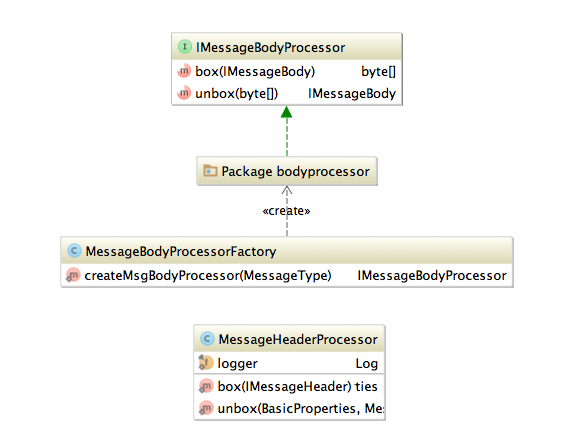 I IMessageBodyProcessor
m box(IMessageBody) byte[]
m unbox(byte[]) IMessageBody
Package bodyprocessor
«create»
C MessageBodyProcessorFactory
m createMsgBodyProcessor(MessageType) IMessageBodyProcessor
C MessageHeaderProcessor
f logger Log
m box(IMessageHeader) ties
m unbox(BasicProperties, Me